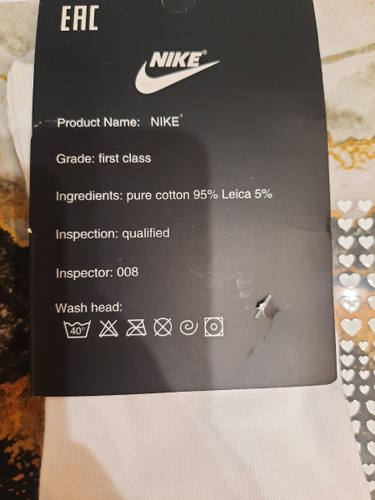 EAC
NIKE®
Product Name: NIKE®
Grade: first class
Ingredients: pure cotton 95% Leica 5%
Inspection: qualified
Inspector: 008
Wash head:
40°